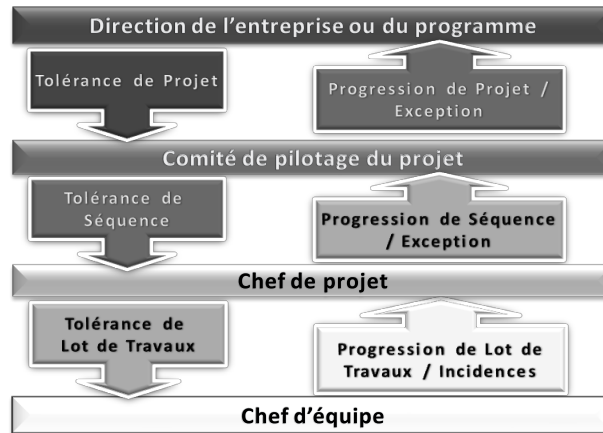 Direction de l’entreprise ou du programme
Tolérance de Projet
Progression de Projet /
Exception
Comité de pilotage du projet
Tolérance de
Séquence
Progression de Séquence
/ Exception
Chef de projet
Tolérance de
Lot de Travaux
Progression de Lot de
Travaux / Incidences
Chef d’équipe